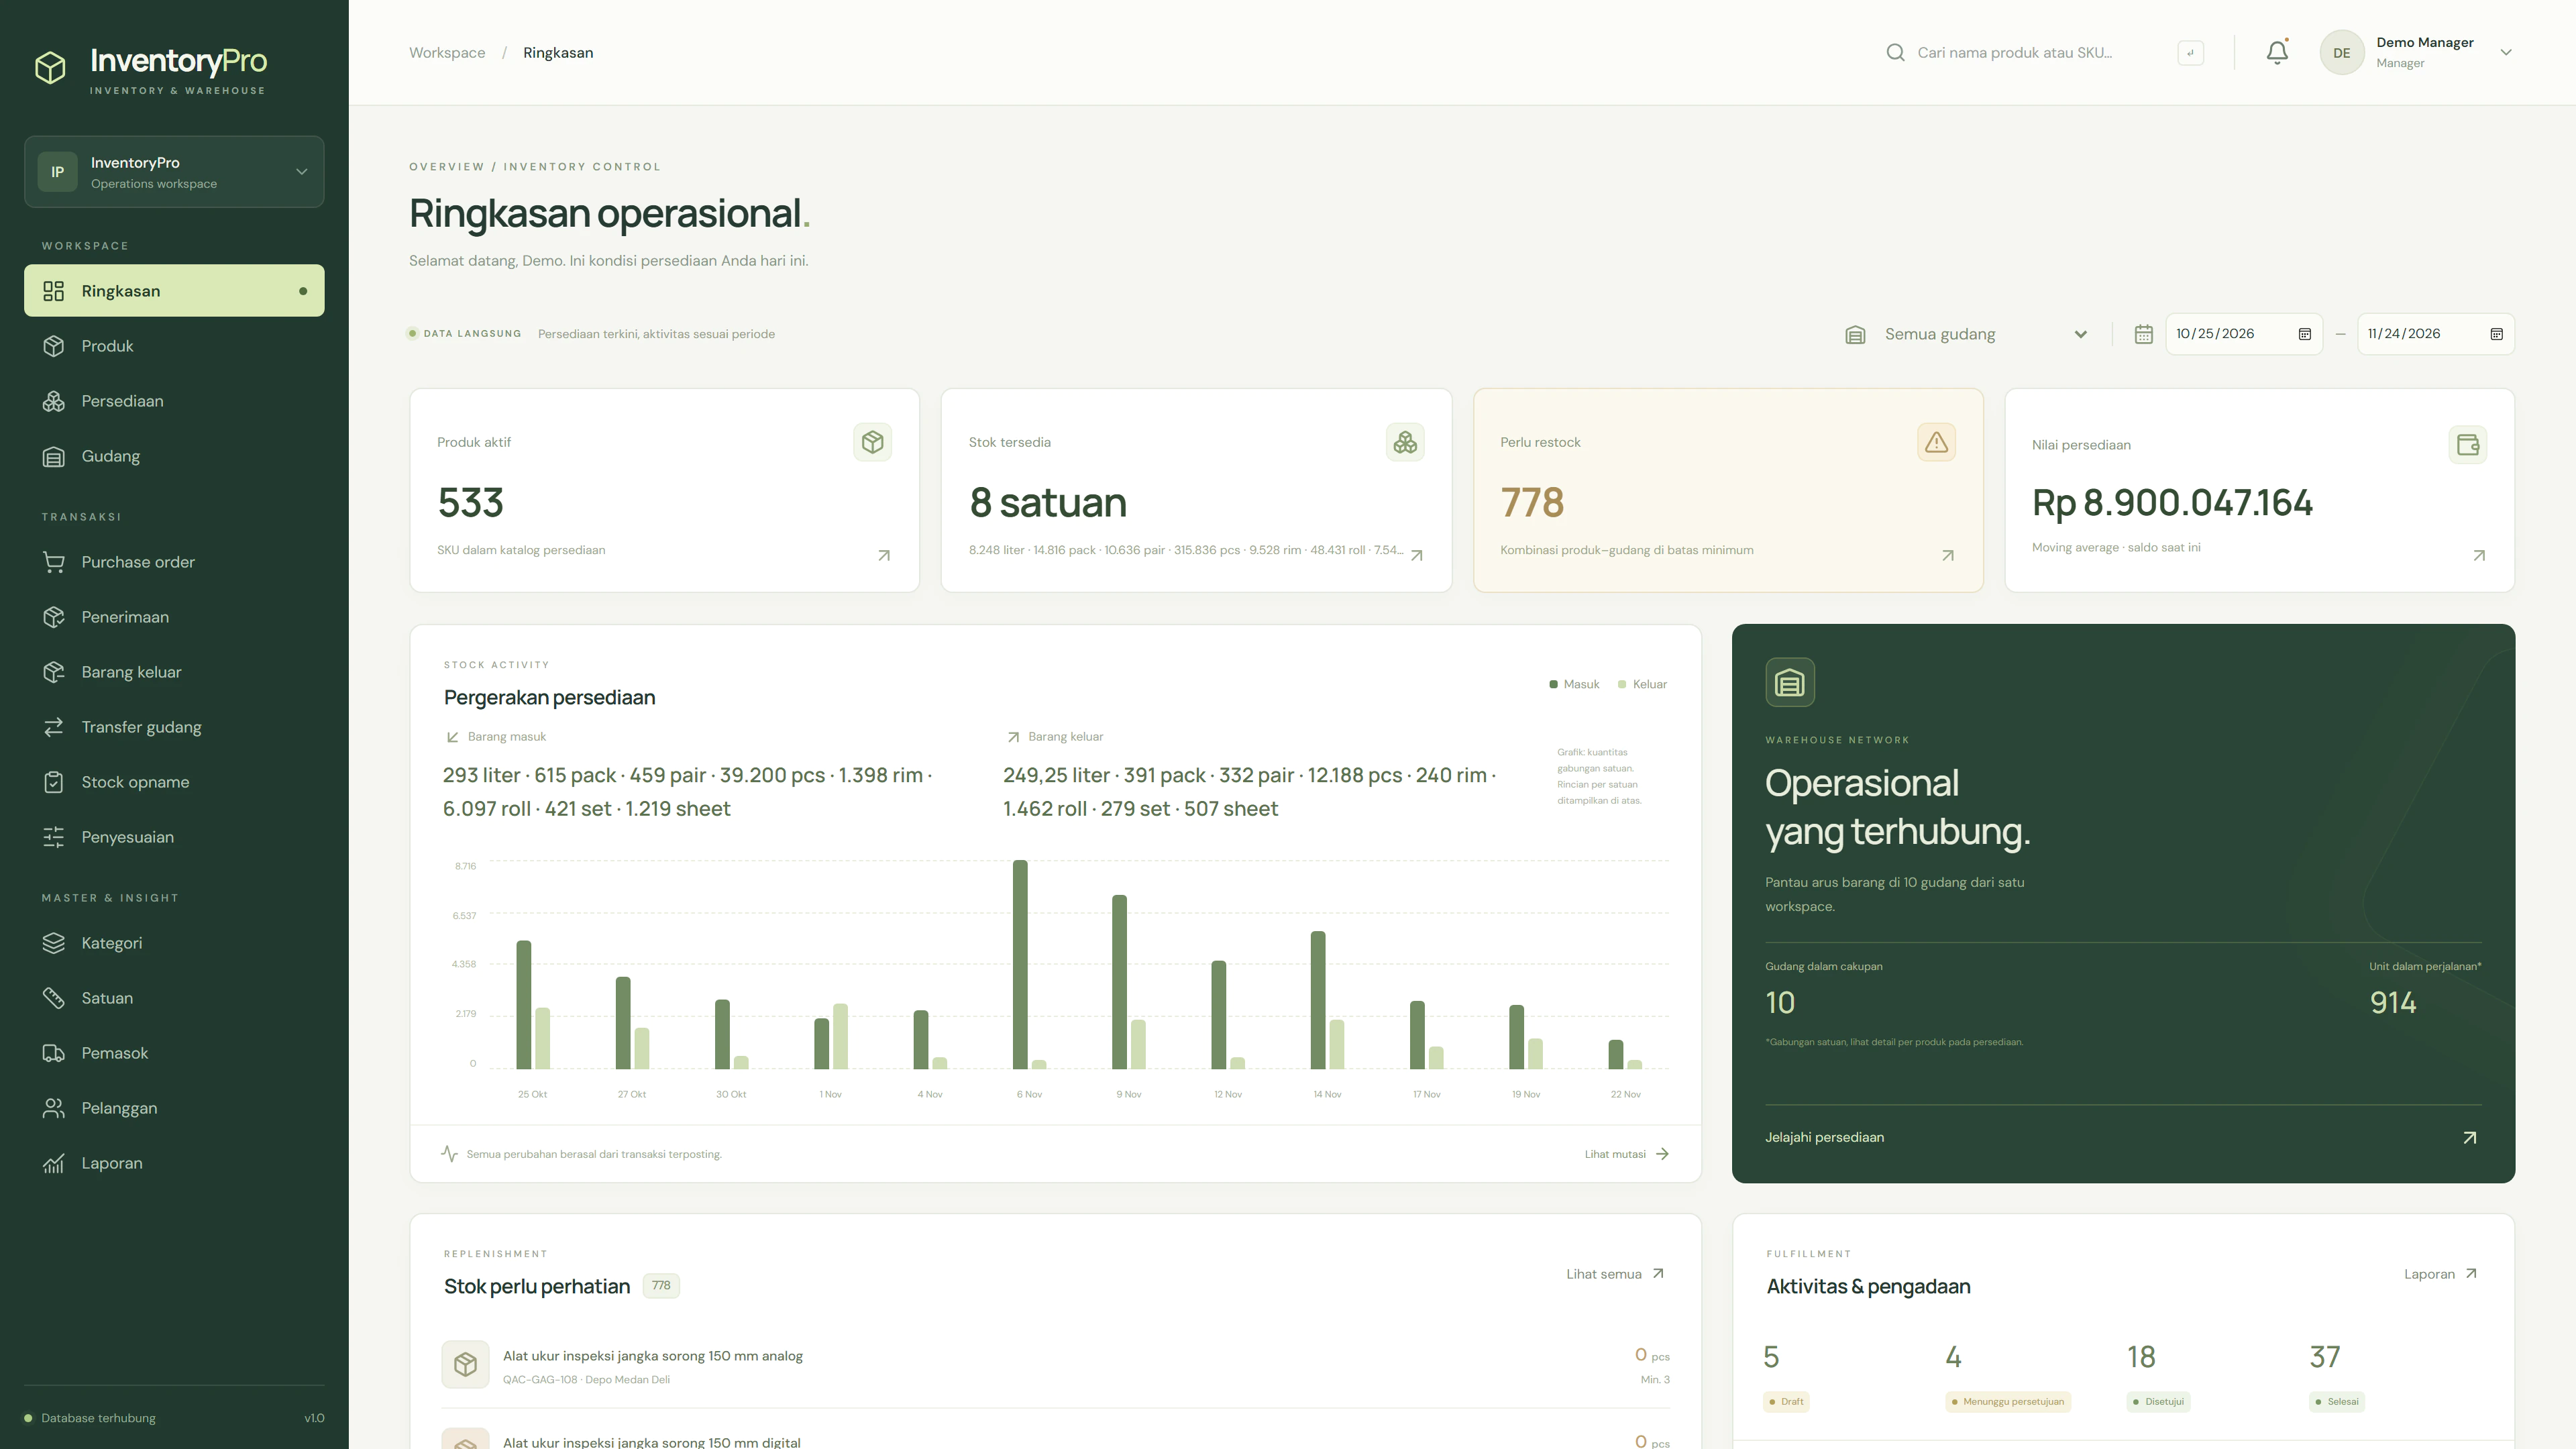 InventoryPro
INVENTORY & WAREHOUSE
IP
InventoryPro
Operations workspace
WORKSPACE
Ringkasan
Produk
Persediaan
Gudang
TRANSAKSI
Purchase order
Penerimaan
Barang keluar
Transfer gudang
Stock opname
Penyesuaian
MASTER & INSIGHT
Kategori
Satuan
Pemasok
Pelanggan
Laporan
Database terhubung
v1.0
Workspace / Ringkasan
Cari nama produk atau SKU...
DE
Demo Manager
Manager
OVERVIEW / INVENTORY CONTROL
Ringkasan operasional.
Selamat datang, Demo. Ini kondisi persediaan Anda hari ini.
DATA LANGSUNG
Persediaan terkini, aktivitas sesuai periode
Semua gudang
10/25/2026 – 11/24/2026
Produk aktif
533
SKU dalam katalog persediaan
Stok tersedia
8 satuan
8.248 liter · 14.816 pack · 10.636 pair · 315.836 pcs · 9.528 rim · 48.431 roll · 7.54...
Perlu restock
778
Kombinasi produk–gudang di batas minimum
Nilai persediaan
Rp 8.900.047.164
Moving average · saldo saat ini
STOCK ACTIVITY
Pergerakan persediaan
Masuk
Keluar
Barang masuk
293 liter · 615 pack · 459 pair · 39.200 pcs · 1.398 rim ·
6.097 roll · 421 set · 1.219 sheet
Barang keluar
249,25 liter · 391 pack · 332 pair · 12.188 pcs · 240 rim ·
1.462 roll · 279 set · 507 sheet
Grafik: kuantitas
gabungan satuan.
Rincian per satuan
ditampilkan di atas.
8.716
6.537
4.358
2.179
0
25 Okt
27 Okt
30 Okt
1 Nov
4 Nov
6 Nov
9 Nov
12 Nov
14 Nov
17 Nov
19 Nov
22 Nov
Semua perubahan berasal dari transaksi terposting.
Lihat mutasi
WAREHOUSE NETWORK
Operasional
yang terhubung.
Pantau arus barang di 10 gudang dari satu
workspace.
Gudang dalam cakupan
10
Unit dalam perjalanan*
914
*Gabungan satuan, lihat detail per produk pada persediaan.
Jelajahi persediaan
REPLENISHMENT
Stok perlu perhatian
778
Lihat semua
Alat ukur inspeksi jangka sorong 150 mm analog
QAC-GAG-108 · Depo Medan Deli
0 pcs
Min. 3
Alat ukur inspeksi jangka sorong 150 mm digital
0 pcs
FULFILLMENT
Aktivitas & pengadaan
Laporan
5
Draft
4
Menunggu persetujuan
18
Disetujui
37
Selesai